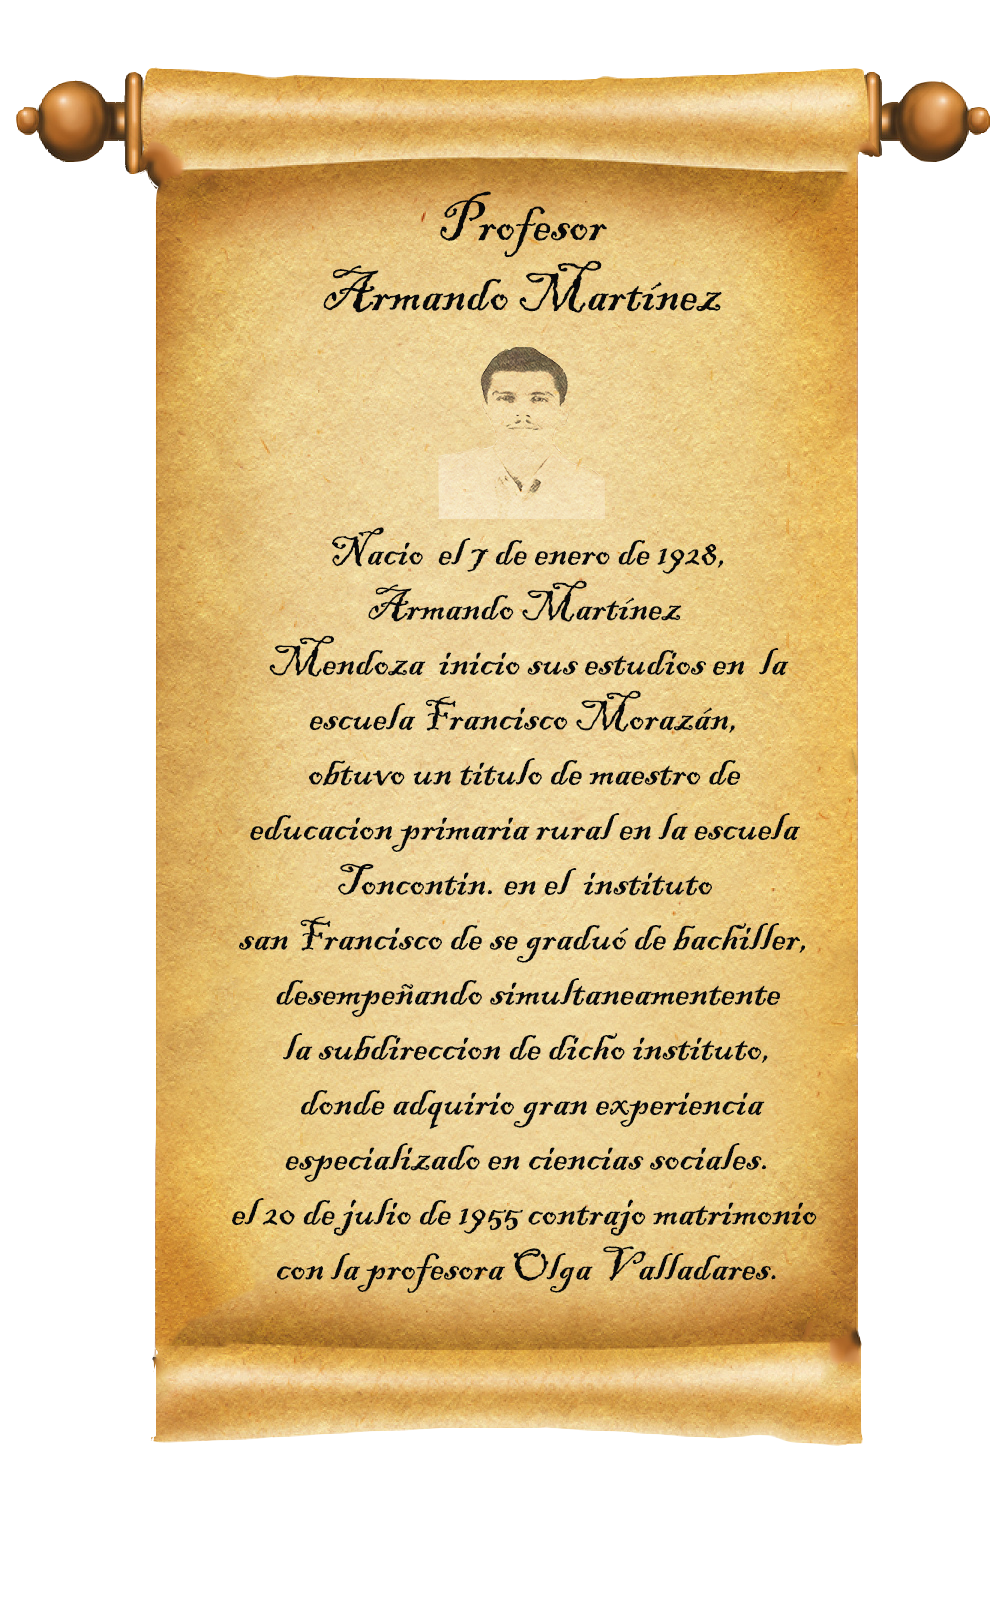 Profesor
Armando Martínez
Nacio el 7 de enero de 1928,
Armando Martínez
Mendoza inicio sus estudios en la
escuela Francisco Morazán,
obtuvo un titulo de maestro de
educacion primaria rural en la escuela
Toncontin. en el instituto
san Francisco de se graduó de bachiller,
desempeñando simultaneamentente
la subdireccion de dicho instituto,
donde adquirio gran experiencia
especializado en ciencias sociales.
el 20 de julio de 1955 contrajo matrimonio
con la profesora Olga Valladares.